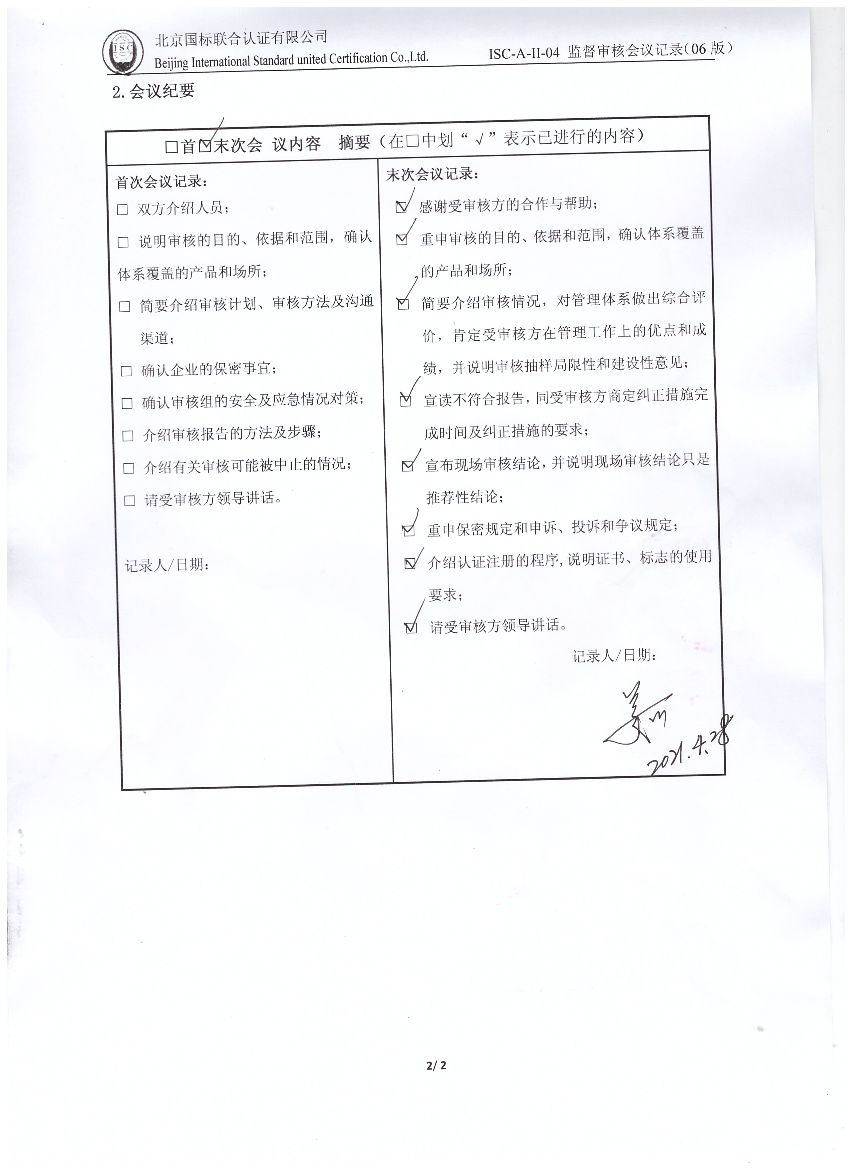 ISC
北京国标联合认证有限公司
Beijing International Standard united Certification Co.,Ltd.
ISC-A-II-04 监督审核会议记录(06 版)
2.会议纪要
□首☑末次会 议内容 摘要(在□中划“√”表示已进行的内容)
首次会议记录:
□ 双方介绍人员;
□ 说明审核的目的、依据和范围,确认
体系覆盖的产品和场所;
□ 简要介绍审核计划、审核方法及沟通
渠道;
□ 确认企业的保密事宜;
□ 确认审核组的安全及应急情况对策;
□ 介绍审核报告的方法及步骤;
□ 介绍有关审核可能被中止的情况;
□ 请受审核方领导讲话。
记录人/日期:
末次会议记录:
☑ 感谢受审核方的合作与帮助;
☑ 重申审核的目的、依据和范围,确认体系覆盖
的产品和场所;
☑ 简要介绍审核情况,对管理体系做出综合评
价,肯定受审核方在管理工作上的优点和成
绩,并说明审核抽样局限性和建设性意见;
☑ 宣读不符合报告,同受审核方商定纠正措施完
成时间及纠正措施的要求;
☑ 宣布现场审核结论,并说明现场审核结论只是
推荐性结论;
☑ 重申保密规定和申诉、投诉和争议规定;
☑ 介绍认证注册的程序,说明证书、标志的使用
要求;
☑ 请受审核方领导讲话。
记录人/日期:
2021.4.28
2/ 2